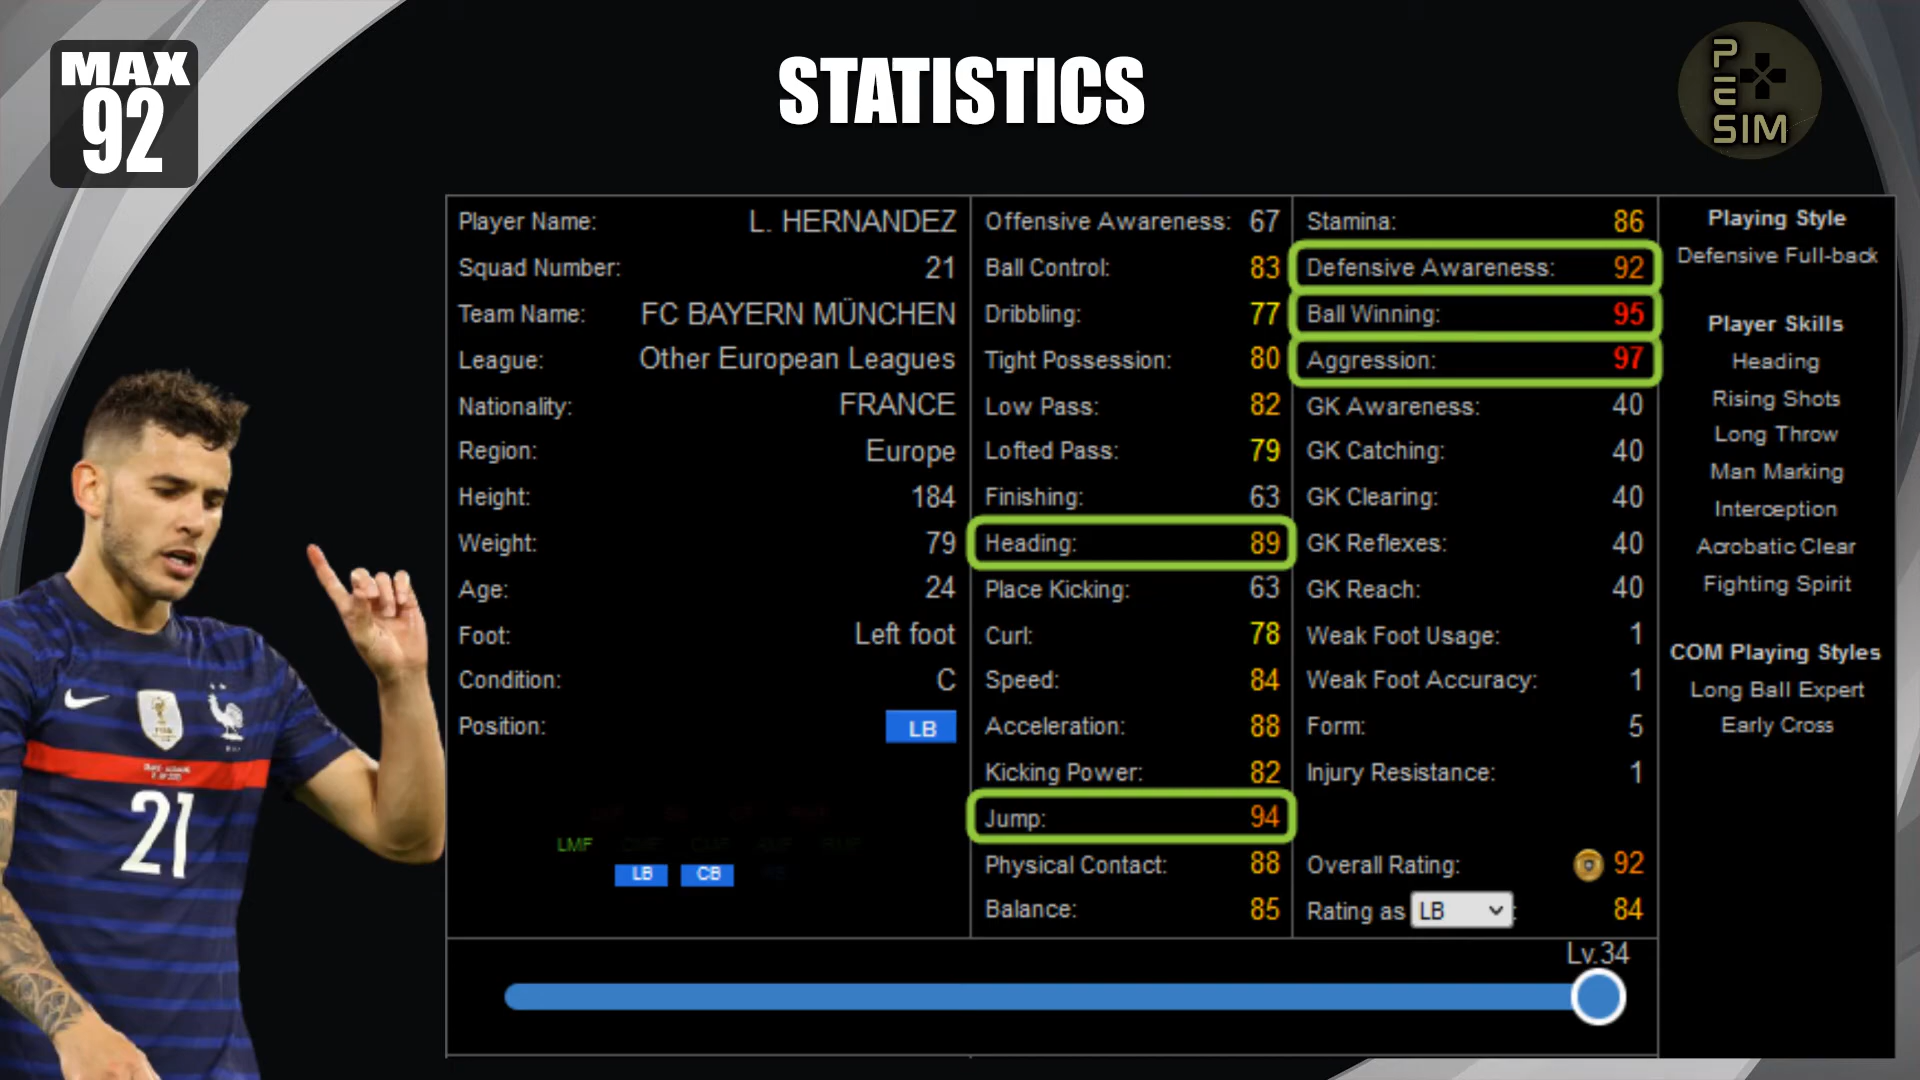 MAX
92
STATISTICS
PE
SIM
Player Name: L. HERNANDEZ
Squad Number: 21
Team Name: FC BAYERN MÜNCHEN
League: Other European Leagues
Nationality: FRANCE
Region: Europe
Height: 184
Weight: 79
Age: 24
Foot: Left foot
Condition: C
Position: LB
LMF
LB CB
Offensive Awareness: 67
Ball Control: 83
Dribbling: 77
Tight Possession: 80
Low Pass: 82
Lofted Pass: 79
Finishing: 63
Heading: 89
Place Kicking: 63
Curl: 78
Speed: 84
Acceleration: 88
Kicking Power: 82
Jump: 94
Physical Contact: 88
Balance: 85
Stamina: 86
Defensive Awareness: 92
Ball Winning: 95
Aggression: 97
GK Awareness: 40
GK Catching: 40
GK Clearing: 40
GK Reflexes: 40
GK Reach: 40
Weak Foot Usage: 1
Weak Foot Accuracy: 1
Form: 5
Injury Resistance: 1
Overall Rating: 92
Rating as LB : 84
Lv.34
Playing Style
Defensive Full-back
Player Skills
Heading
Rising Shots
Long Throw
Man Marking
Interception
Acrobatic Clear
Fighting Spirit
COM Playing Styles
Long Ball Expert
Early Cross
21